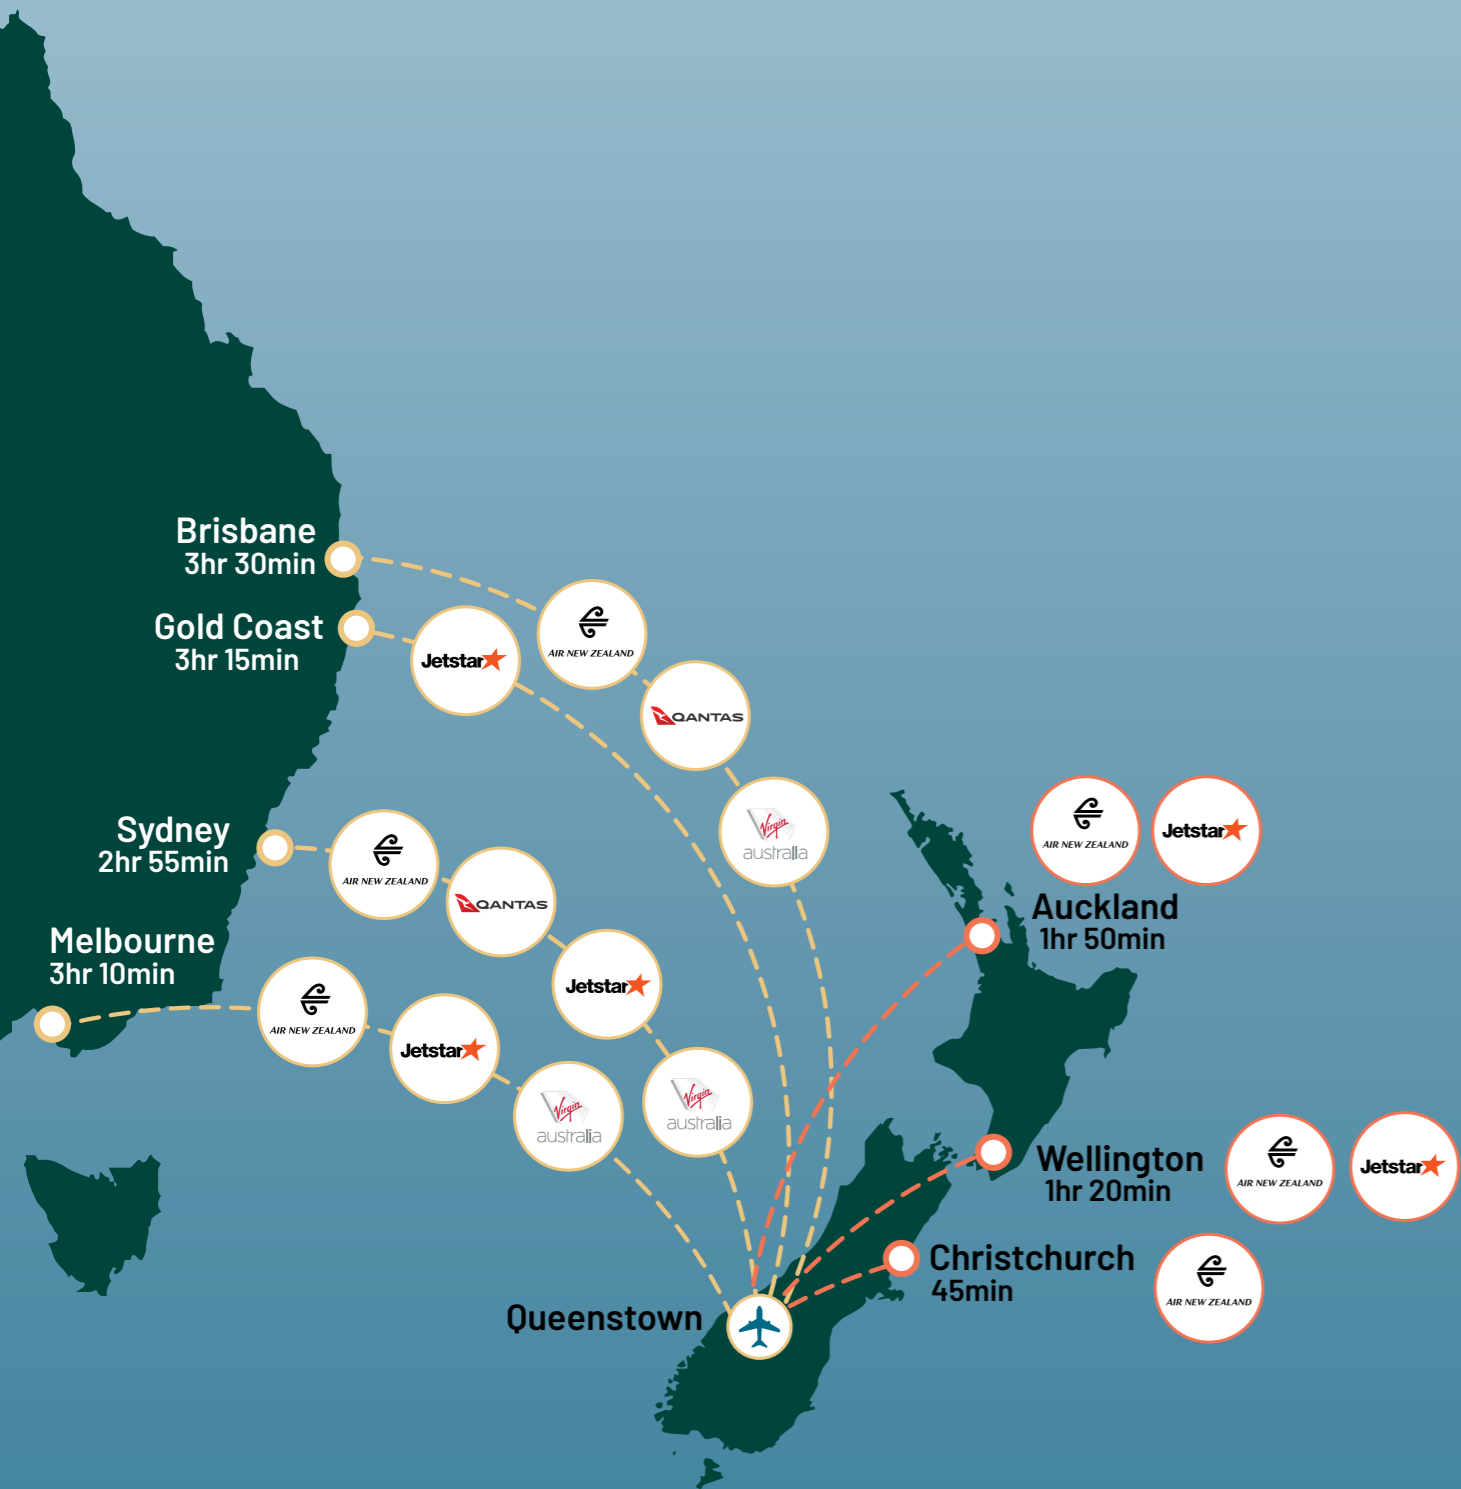 Brisbane
3hr 30min
Gold Coast
3hr 15min
Jetstar
AIR NEW ZEALAND
QANTAS
Virgin
australia
Sydney
2hr 55min
AIR NEW ZEALAND
QANTAS
Jetstar
Virgin
australia
Melbourne
3hr 10min
AIR NEW ZEALAND
Jetstar
Virgin
australia
AIR NEW ZEALAND
Jetstar
Auckland
1hr 50min
Wellington
1hr 20min
AIR NEW ZEALAND
Jetstar
Christchurch
45min
AIR NEW ZEALAND
Queenstown